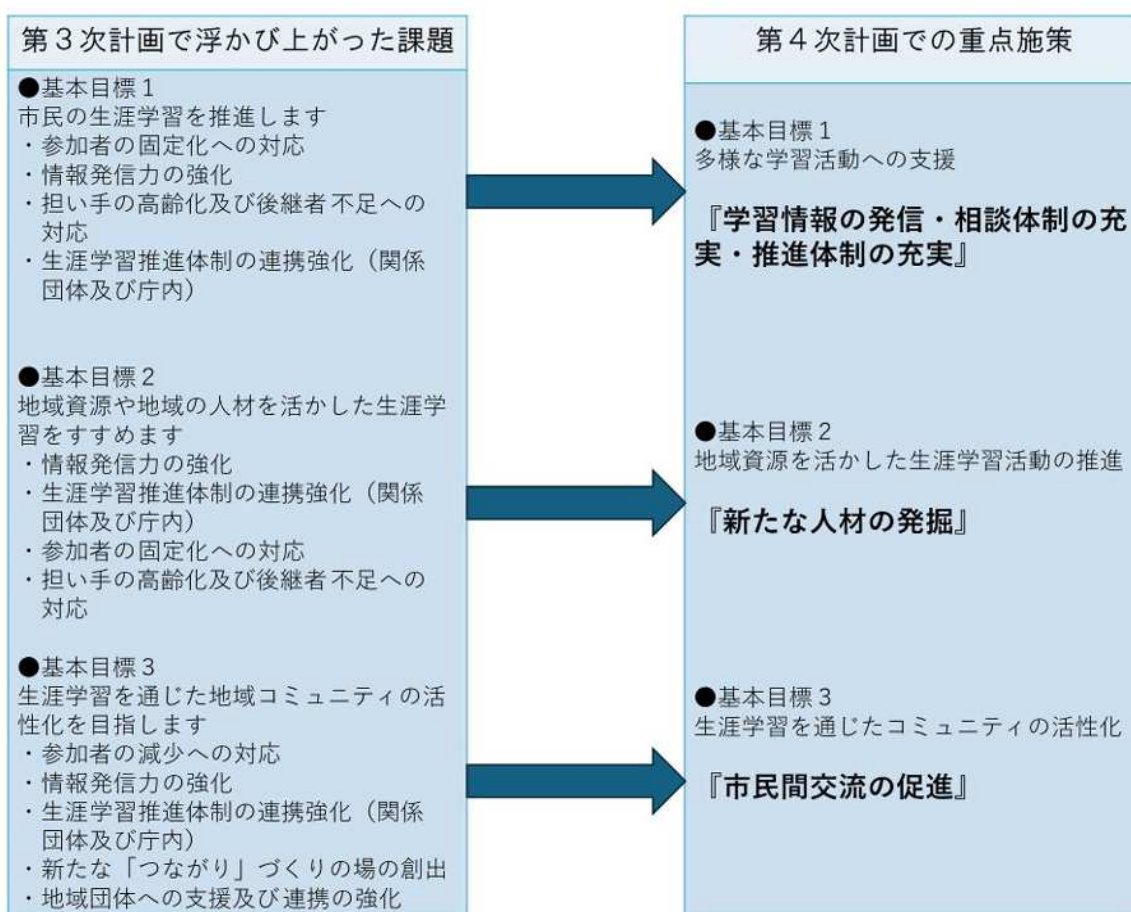 第３次計画で浮かび上がった課題
●基本目標１
市民の生涯学習を推進します
・参加者の固定化への対応
・情報発信力の強化
・担い手の高齢化及び後継者不足への
対応
・生涯学習推進体制の連携強化（関係
団体及び庁内）
●基本目標２
地域資源や地域の人材を活かした生涯学
習をすすめます
・情報発信力の強化
・生涯学習推進体制の連携強化（関係
団体及び庁内）
・参加者の固定化への対応
・担い手の高齢化及び後継者不足への
対応
●基本目標３
生涯学習を通じた地域コミュニティの活
性化を目指します
・参加者の減少への対応
・情報発信力の強化
・生涯学習推進体制の連携強化（関係
団体及び庁内）
・新たな「つながり」づくりの場の創出
・地域団体への支援及び連携の強化
第４次計画での重点施策
●基本目標１
多様な学習活動への支援
『学習情報の発信・相談体制の充
実・推進体制の充実』
●基本目標２
地域資源を活かした生涯学習活動の推進
『新たな人材の発掘』
●基本目標３
生涯学習を通じたコミュニティの活性化
『市民間交流の促進』